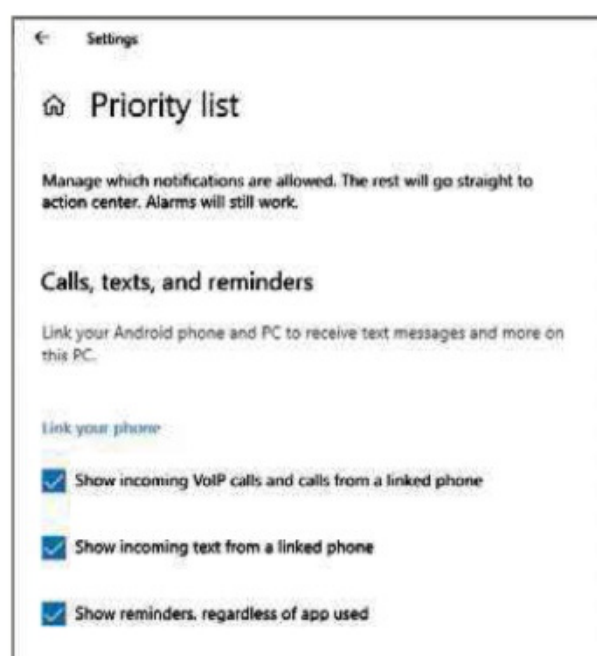 Settings
Priority list
Manage which notifications are allowed. The rest will go straight to
action center. Alarms will still work.
Calls, texts, and reminders
Link your Android phone and PC to receive text messages and more on
this PC.
Link your phone
Show incoming VoIP calls and calls from a linked phone
Show incoming text from a linked phone
Show reminders, regardless of app used